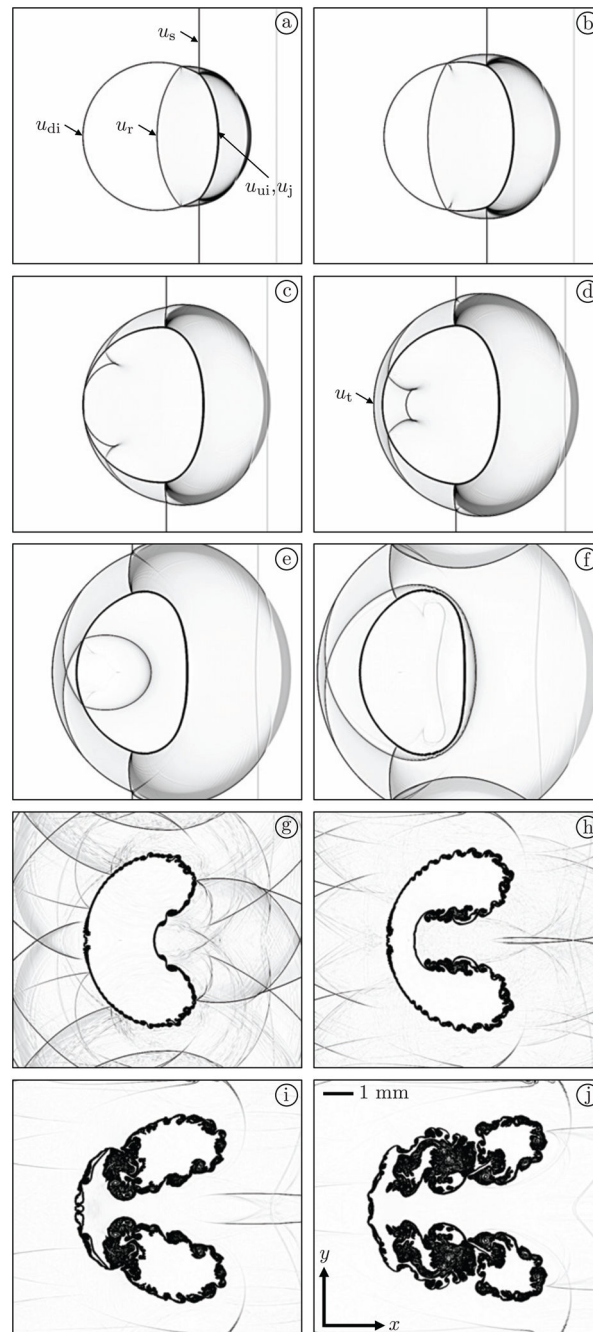 u_s
ⓐ
u_di
u_r
u_ui, u_j
ⓑ
ⓒ
ⓓ
u_t
ⓔ
ⓕ
ⓖ
ⓗ
ⓘ
1 mm
ⓙ
y
x